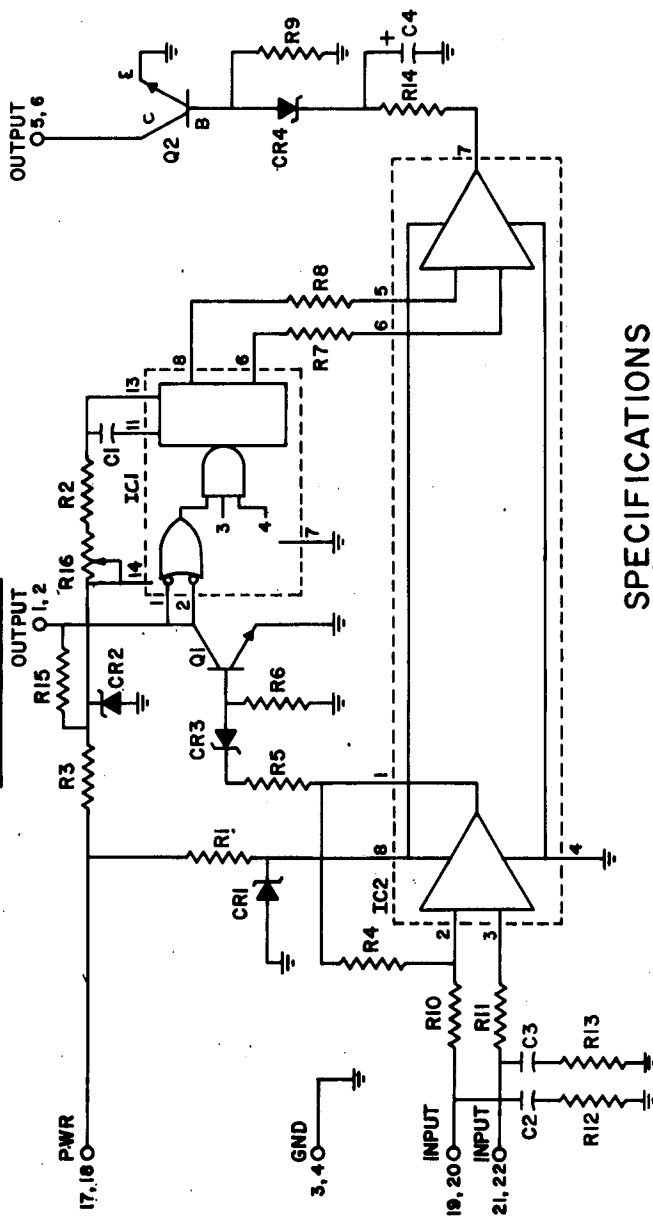 OUTPUT
5, 6
C
E
B
Q2
R9
CR4
+
C4
R14
7
OUTPUT
1, 2
R15
CR2
R3
R16
R2
C1
11
13
14
IC1
1
2
3
4
7
8
6
Q1
R6
CR3
R5
R8
R7
5
6
17, 18
PWR
R1
CR1
8
1
IC2
R4
GND
3, 4
INPUT
19, 20
R10
2
INPUT
21, 22
R11
3
4
C2
C3
R12
R13
SPECIFICATIONS